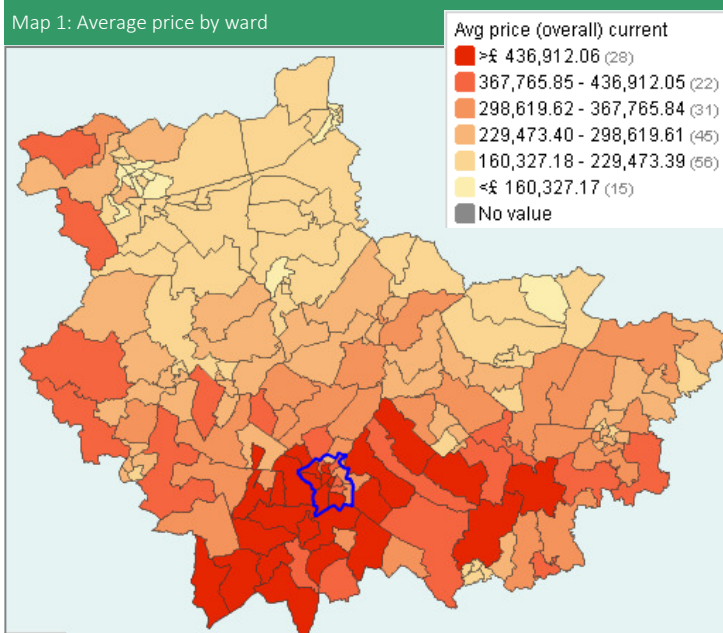 Map 1: Average price by ward
Avg price (overall) current
>£ 436,912.06 (28)
367,765.85 - 436,912.05 (22)
298,619.62 - 367,765.84 (31)
229,473.40 - 298,619.61 (45)
160,327.18 - 229,473.39 (56)
<£ 160,327.17 (15)
No value